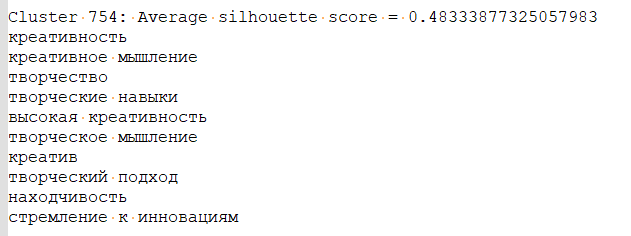 Cluster 754: Average silhouette score = 0.48333877325057983
креативность
креативное мышление
творчество
творческие навыки
высокая креативность
творческое мышление
креатив
творческий подход
находчивость
стремление к инновациям